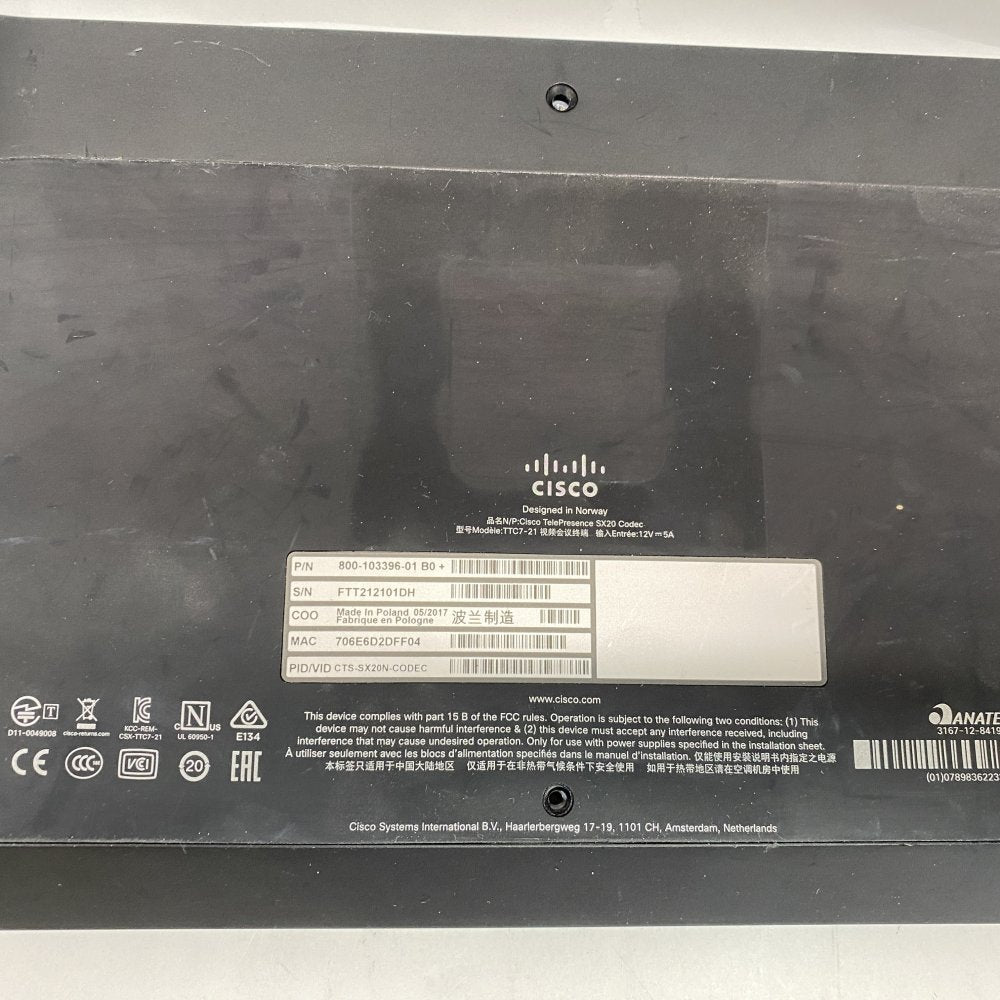 CISCO
Designed in Norway
品名N/P:Cisco TelePresence SX20 Codec
型号Modèle:TTC7-21 视频会议终端 输入Entrée:12V⎓5A
P/N 800-103396-01 B0 +
S/N FTT212101DH
COO Made In Poland 05/2017 波兰制造
Fabrique en Pologne
MAC 706E6D2DFF04
PID/VID CTS-SX20N-CODEC
www.cisco.com
T
D11-0049008
cisco-returns.com
KCC-REM-
CSX-TTC7-21
C N US
UL 60950-1
E134
CE
CCC
VCI
20
EAC
This device complies with part 15 B of the FCC rules. Operation is subject to the following two conditions: (1) This
device may not cause harmful interference & (2) this device must accept any interference received, including
interference that may cause undesired operation. Only for use with power supplies specified in the installation sheet.
À utiliser seulement avec les blocs d'alimentation specifiés dans le manuel d'installation. 仅能使用安装说明书内指定之电源
本标签只适用于中国大陆地区 仅适用于在非热带气候条件下安全使用 如用于热带地区请在空调机房中使用
ANATE
3167-12-8419
(01)0789836223
Cisco Systems International B.V., Haarlerbergweg 17-19, 1101 CH, Amsterdam, Netherlands